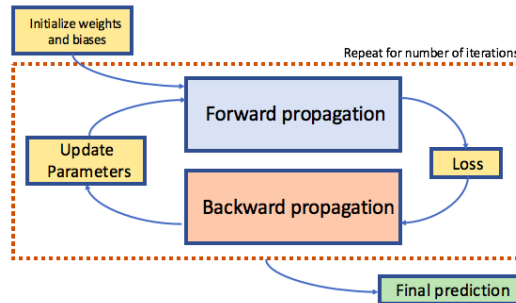 Initialize weights
and biases
Repeat for number of iterations
Forward propagation
Update
Parameters
Loss
Backward propagation
Final prediction